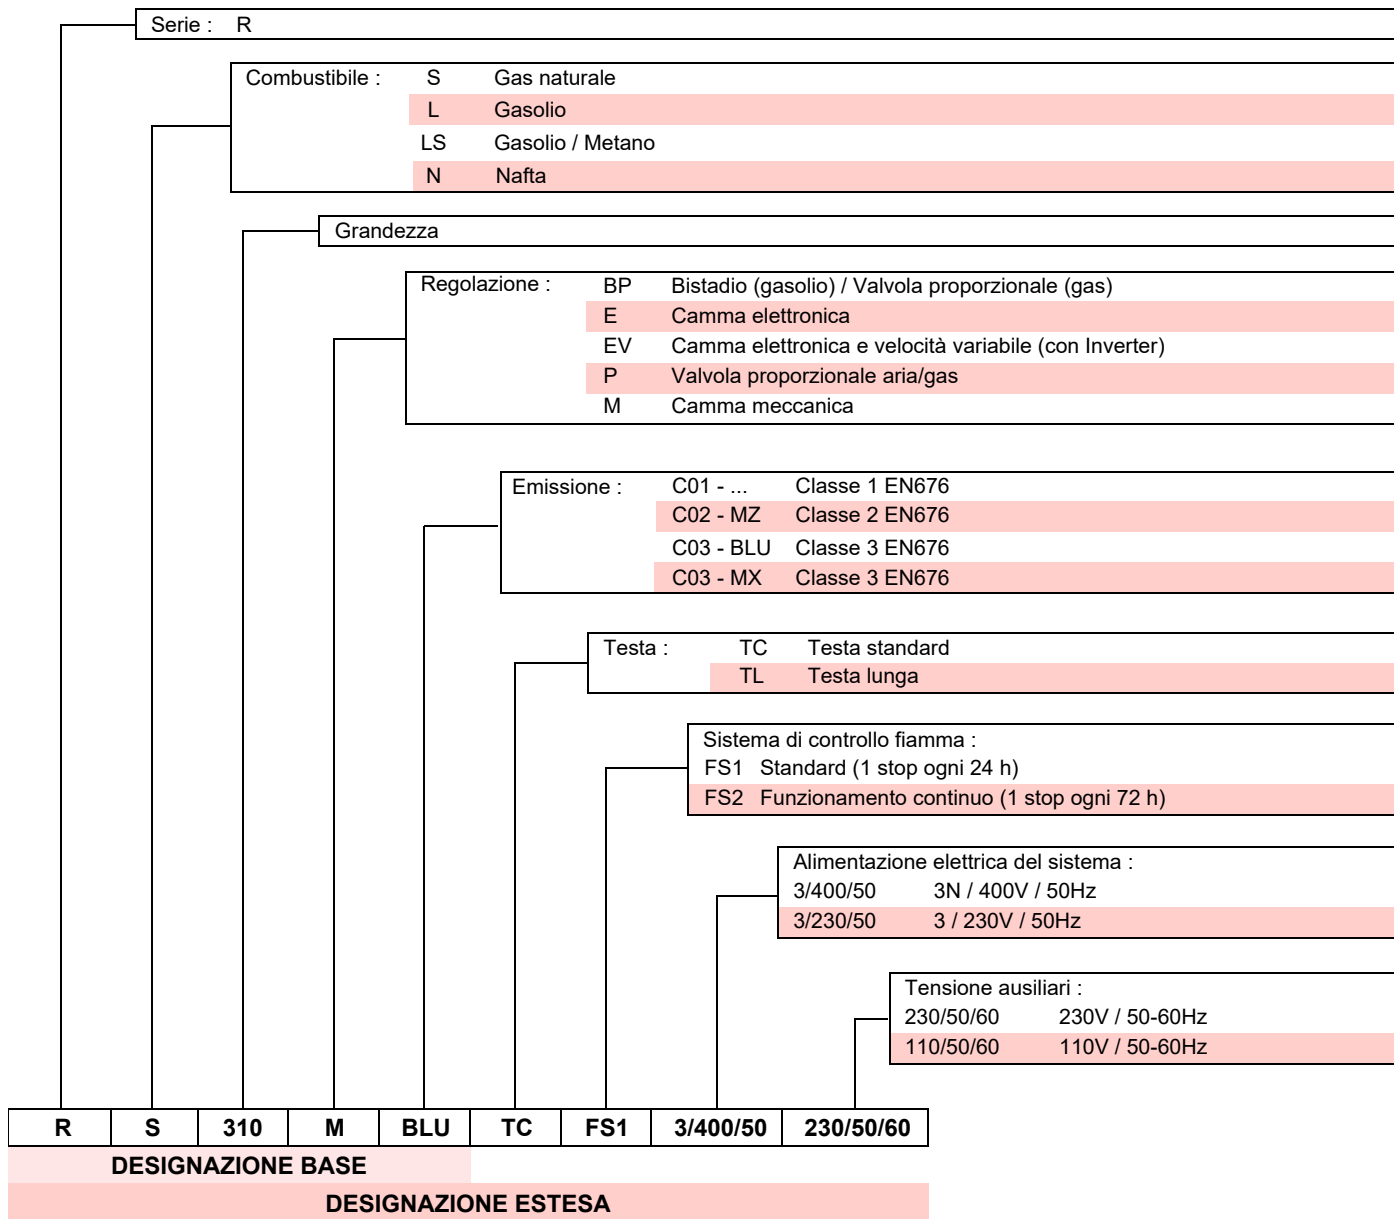 Serie : R
Combustibile : S Gas naturale
L Gasolio
LS Gasolio / Metano
N Nafta
Grandezza
Regolazione : BP Bistadio (gasolio) / Valvola proporzionale (gas)
E Camma elettronica
EV Camma elettronica e velocità variabile (con Inverter)
P Valvola proporzionale aria/gas
M Camma meccanica
Emissione : C01 - ... Classe 1 EN676
C02 - MZ Classe 2 EN676
C03 - BLU Classe 3 EN676
C03 - MX Classe 3 EN676
Testa : TC Testa standard
TL Testa lunga
Sistema di controllo fiamma :
FS1 Standard (1 stop ogni 24 h)
FS2 Funzionamento continuo (1 stop ogni 72 h)
Alimentazione elettrica del sistema :
3/400/50 3N / 400V / 50Hz
3/230/50 3 / 230V / 50Hz
Tensione ausiliari :
230/50/60 230V / 50-60Hz
110/50/60 110V / 50-60Hz
R S 310 M BLU TC FS1 3/400/50 230/50/60
DESIGNAZIONE BASE
DESIGNAZIONE ESTESA